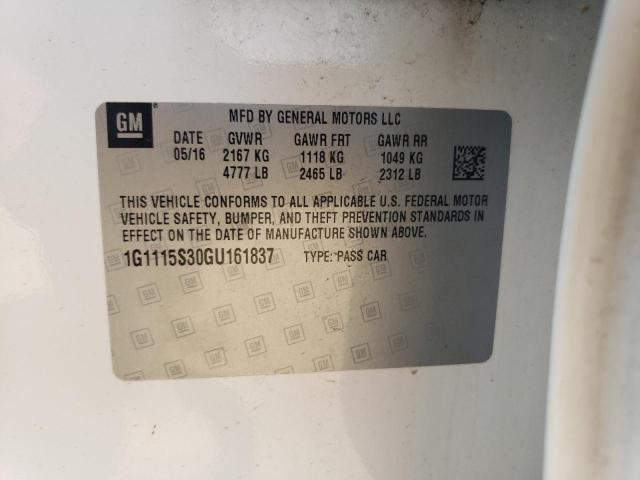 GM
MFD BY GENERAL MOTORS LLC
DATE GVWR GAWR FRT GAWR RR
05/16 2167 KG 1118 KG 1049 KG
4777 LB 2465 LB 2312 LB
THIS VEHICLE CONFORMS TO ALL APPLICABLE U.S. FEDERAL MOTOR
VEHICLE SAFETY, BUMPER, AND THEFT PREVENTION STANDARDS IN
EFFECT ON THE DATE OF MANUFACTURE SHOWN ABOVE.
1G1115S30GU161837 TYPE: PASS CAR